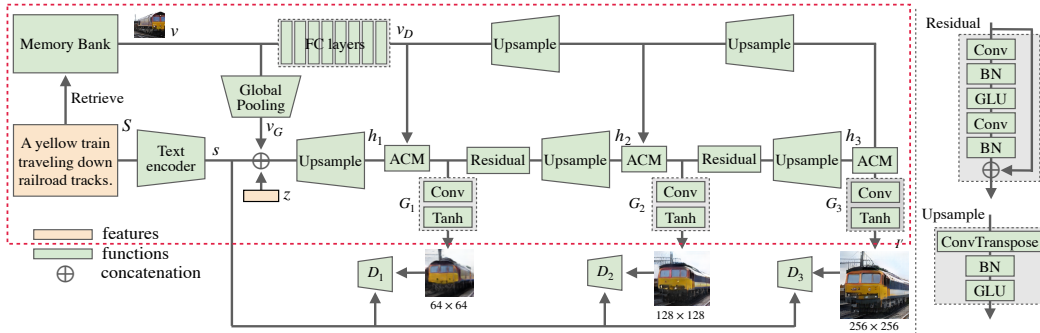 Memory Bank
v
FC layers
v_D
Upsample
Upsample
Residual
Conv
BN
GLU
Conv
BN
Retrieve
Global
Pooling
v_G
S
A yellow train
traveling down
railroad tracks.
Text
encoder
s
z
Upsample
h_1
ACM
Residual
Upsample
h_2
ACM
Residual
Upsample
h_3
ACM
G_1
Conv
Tanh
G_2
Conv
Tanh
G_3
Conv
Tanh
features
functions
concatenation
D_1
64 × 64
D_2
128 × 128
D_3
256 × 256
Upsample
ConvTranspose
BN
GLU